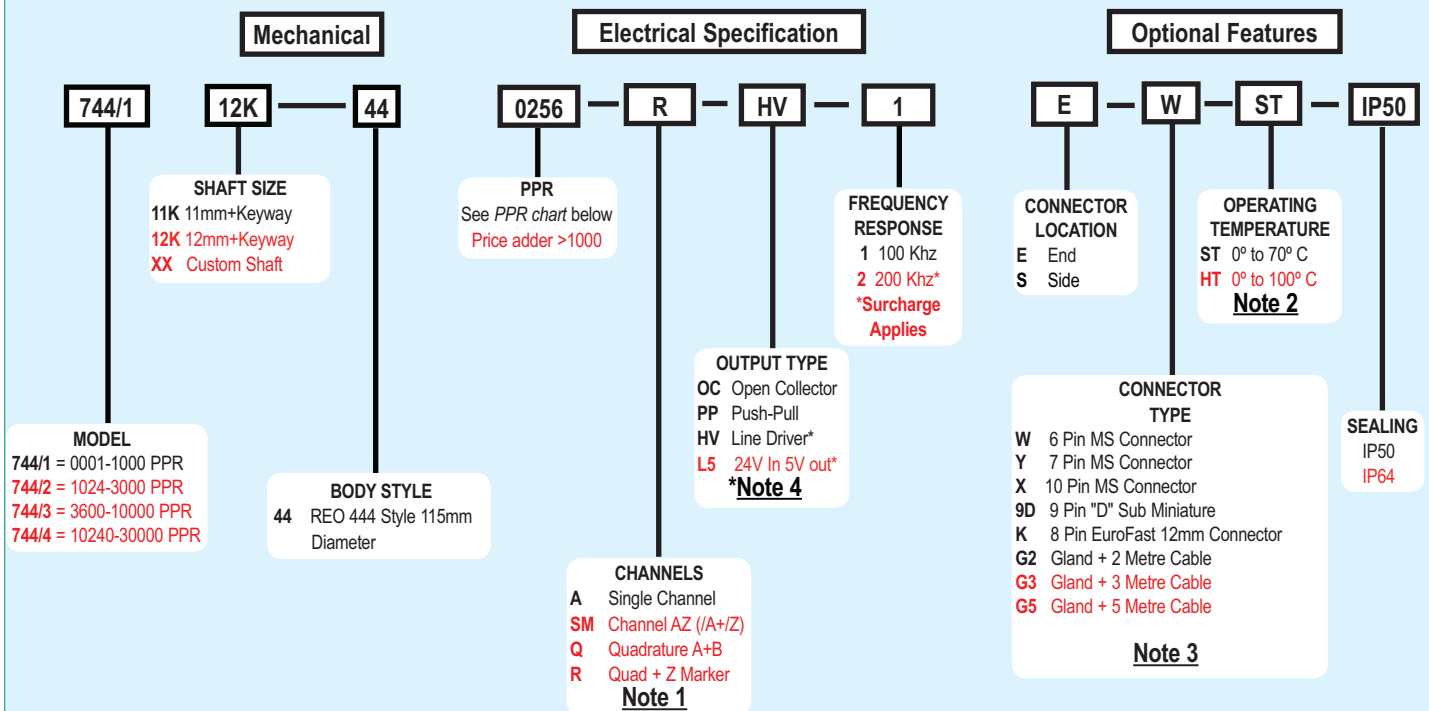 Mechanical
Electrical Specification
Optional Features
744/1
12K
44
0256
R
HV
1
E
W
ST
IP50
SHAFT SIZE
11K 11mm+Keyway
12K 12mm+Keyway
XX Custom Shaft
PPR
See PPR chart below
Price adder >1000
FREQUENCY
RESPONSE
1 100 Khz
2 200 Khz*
*Surcharge
Applies
CONNECTOR
LOCATION
E End
S Side
OPERATING
TEMPERATURE
ST 0º to 70º C
HT 0º to 100º C
Note 2
OUTPUT TYPE
OC Open Collector
PP Push-Pull
HV Line Driver*
L5 24V In 5V out*
*Note 4
CONNECTOR
TYPE
W 6 Pin MS Connector
Y 7 Pin MS Connector
X 10 Pin MS Connector
9D 9 Pin "D" Sub Miniature
K 8 Pin EuroFast 12mm Connector
G2 Gland + 2 Metre Cable
G3 Gland + 3 Metre Cable
G5 Gland + 5 Metre Cable
Note 3
SEALING
IP50
IP64
MODEL
744/1 = 0001-1000 PPR
744/2 = 1024-3000 PPR
744/3 = 3600-10000 PPR
744/4 = 10240-30000 PPR
BODY STYLE
44 REO 444 Style 115mm
Diameter
CHANNELS
A Single Channel
SM Channel AZ (/A+/Z)
Q Quadrature A+B
R Quad + Z Marker
Note 1